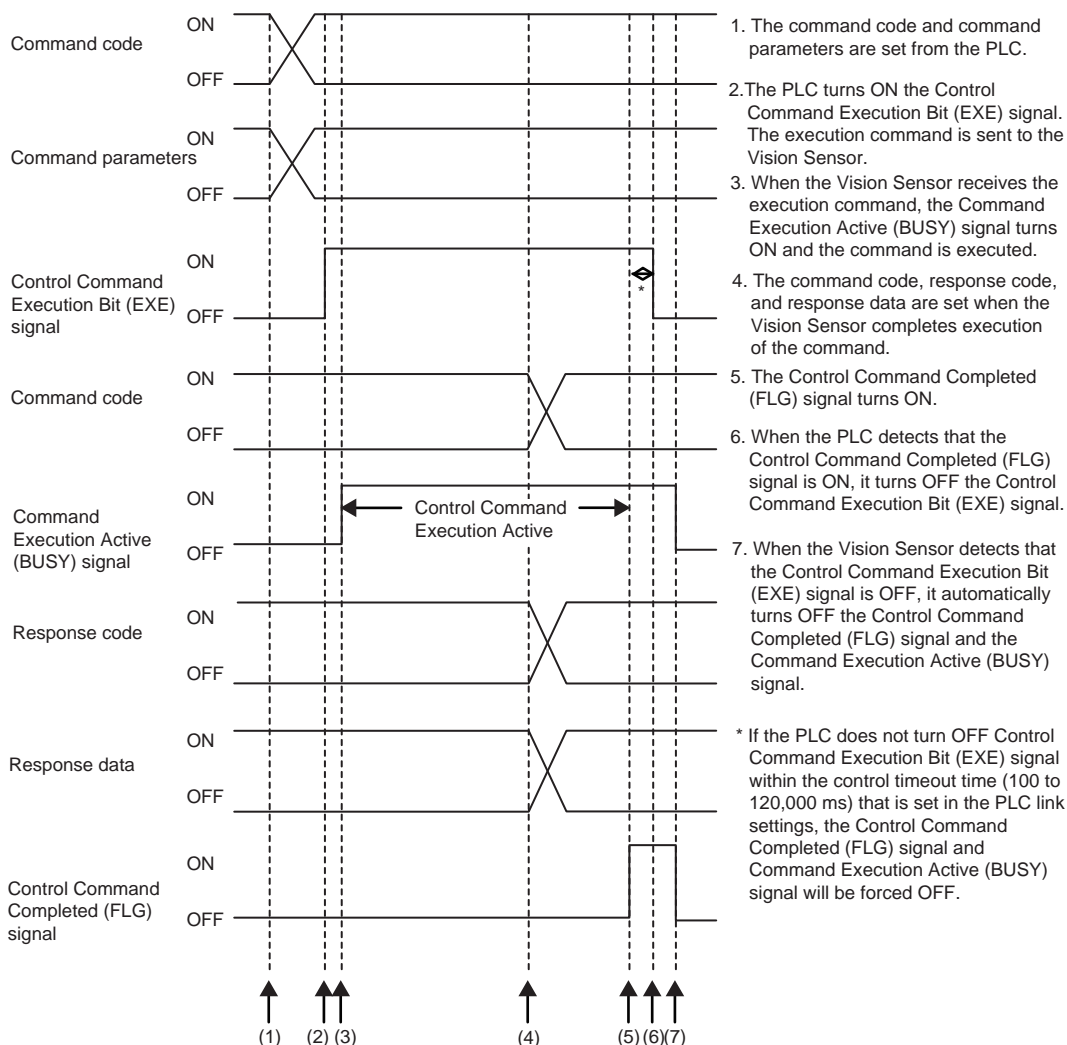 Command code
ON
OFF
Command parameters
ON
OFF
Control Command
Execution Bit (EXE)
signal
ON
OFF
*
Command code
ON
OFF
Command
Execution Active
(BUSY) signal
ON
OFF
Control Command
Execution Active
Response code
ON
OFF
Response data
ON
OFF
Control Command
Completed (FLG)
signal
ON
OFF
(1) (2) (3) (4) (5) (6) (7)
1. The command code and command
parameters are set from the PLC.
2.The PLC turns ON the Control
Command Execution Bit (EXE) signal.
The execution command is sent to the
Vision Sensor.
3. When the Vision Sensor receives the
execution command, the Command
Execution Active (BUSY) signal turns
ON and the command is executed.
4. The command code, response code,
and response data are set when the
Vision Sensor completes execution
of the command.
5. The Control Command Completed
(FLG) signal turns ON.
6. When the PLC detects that the
Control Command Completed (FLG)
signal is ON, it turns OFF the Control
Command Execution Bit (EXE) signal.
7. When the Vision Sensor detects that
the Control Command Execution Bit
(EXE) signal is OFF, it automatically
turns OFF the Control Command
Completed (FLG) signal and the
Command Execution Active (BUSY)
signal.
* If the PLC does not turn OFF Control
Command Execution Bit (EXE) signal
within the control timeout time (100 to
120,000 ms) that is set in the PLC link
settings, the Control Command
Completed (FLG) signal and
Command Execution Active (BUSY)
signal will be forced OFF.